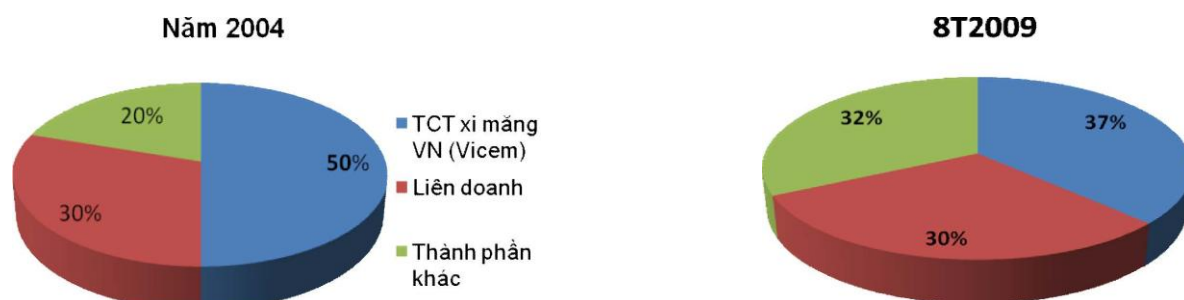 Năm 2004
20%
50%
30%
TCT xi măng
VN (Vicem)
Liên doanh
Thành phần
khác
8T2009
32%
37%
30%